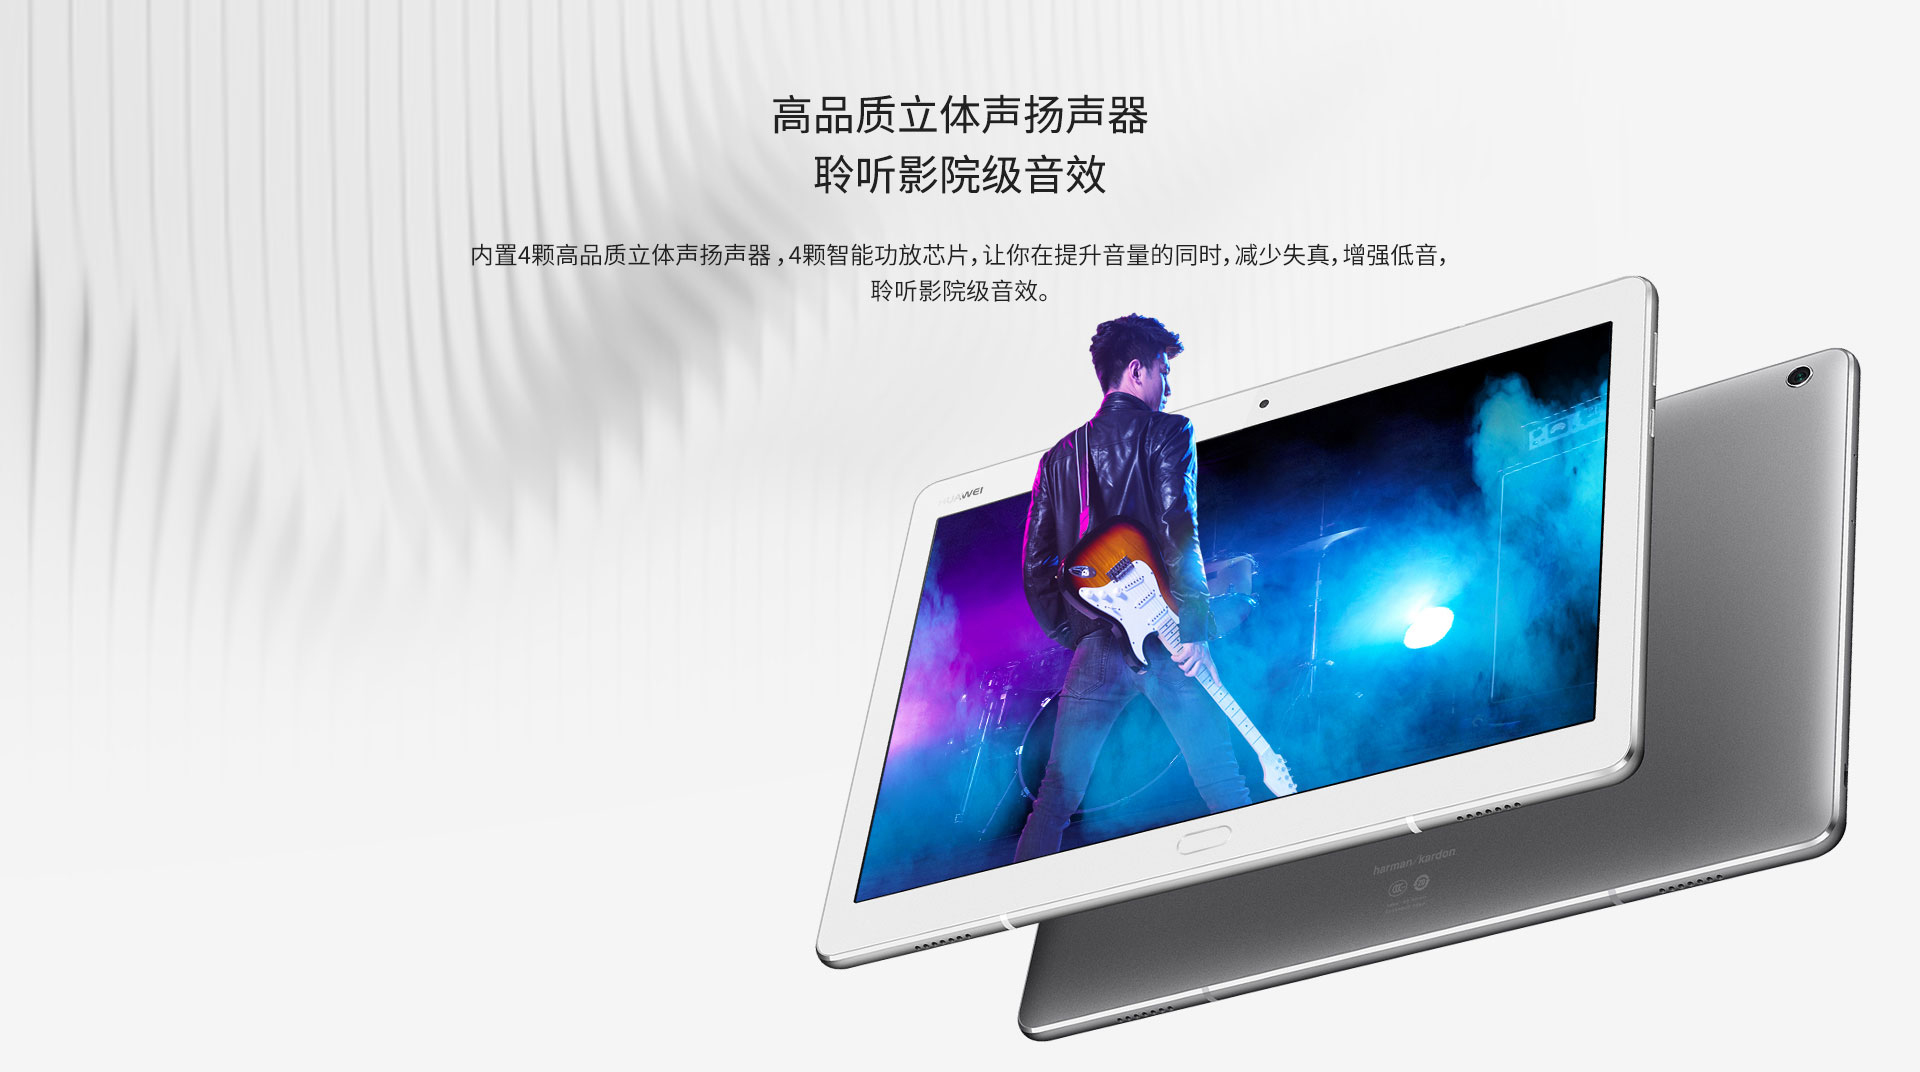 高品质立体声扬声器
聆听影院级音效
内置4颗高品质立体声扬声器，4颗智能功放芯片，让你在提升音量的同时，减少失真，增强低音，
聆听影院级音效。
HUAWEI
harman/kardon